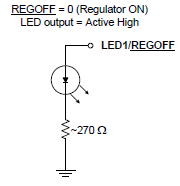 REGOFF = 0 (Regulator ON)
LED output = Active High
LED1/REGOFF
~270 Ω